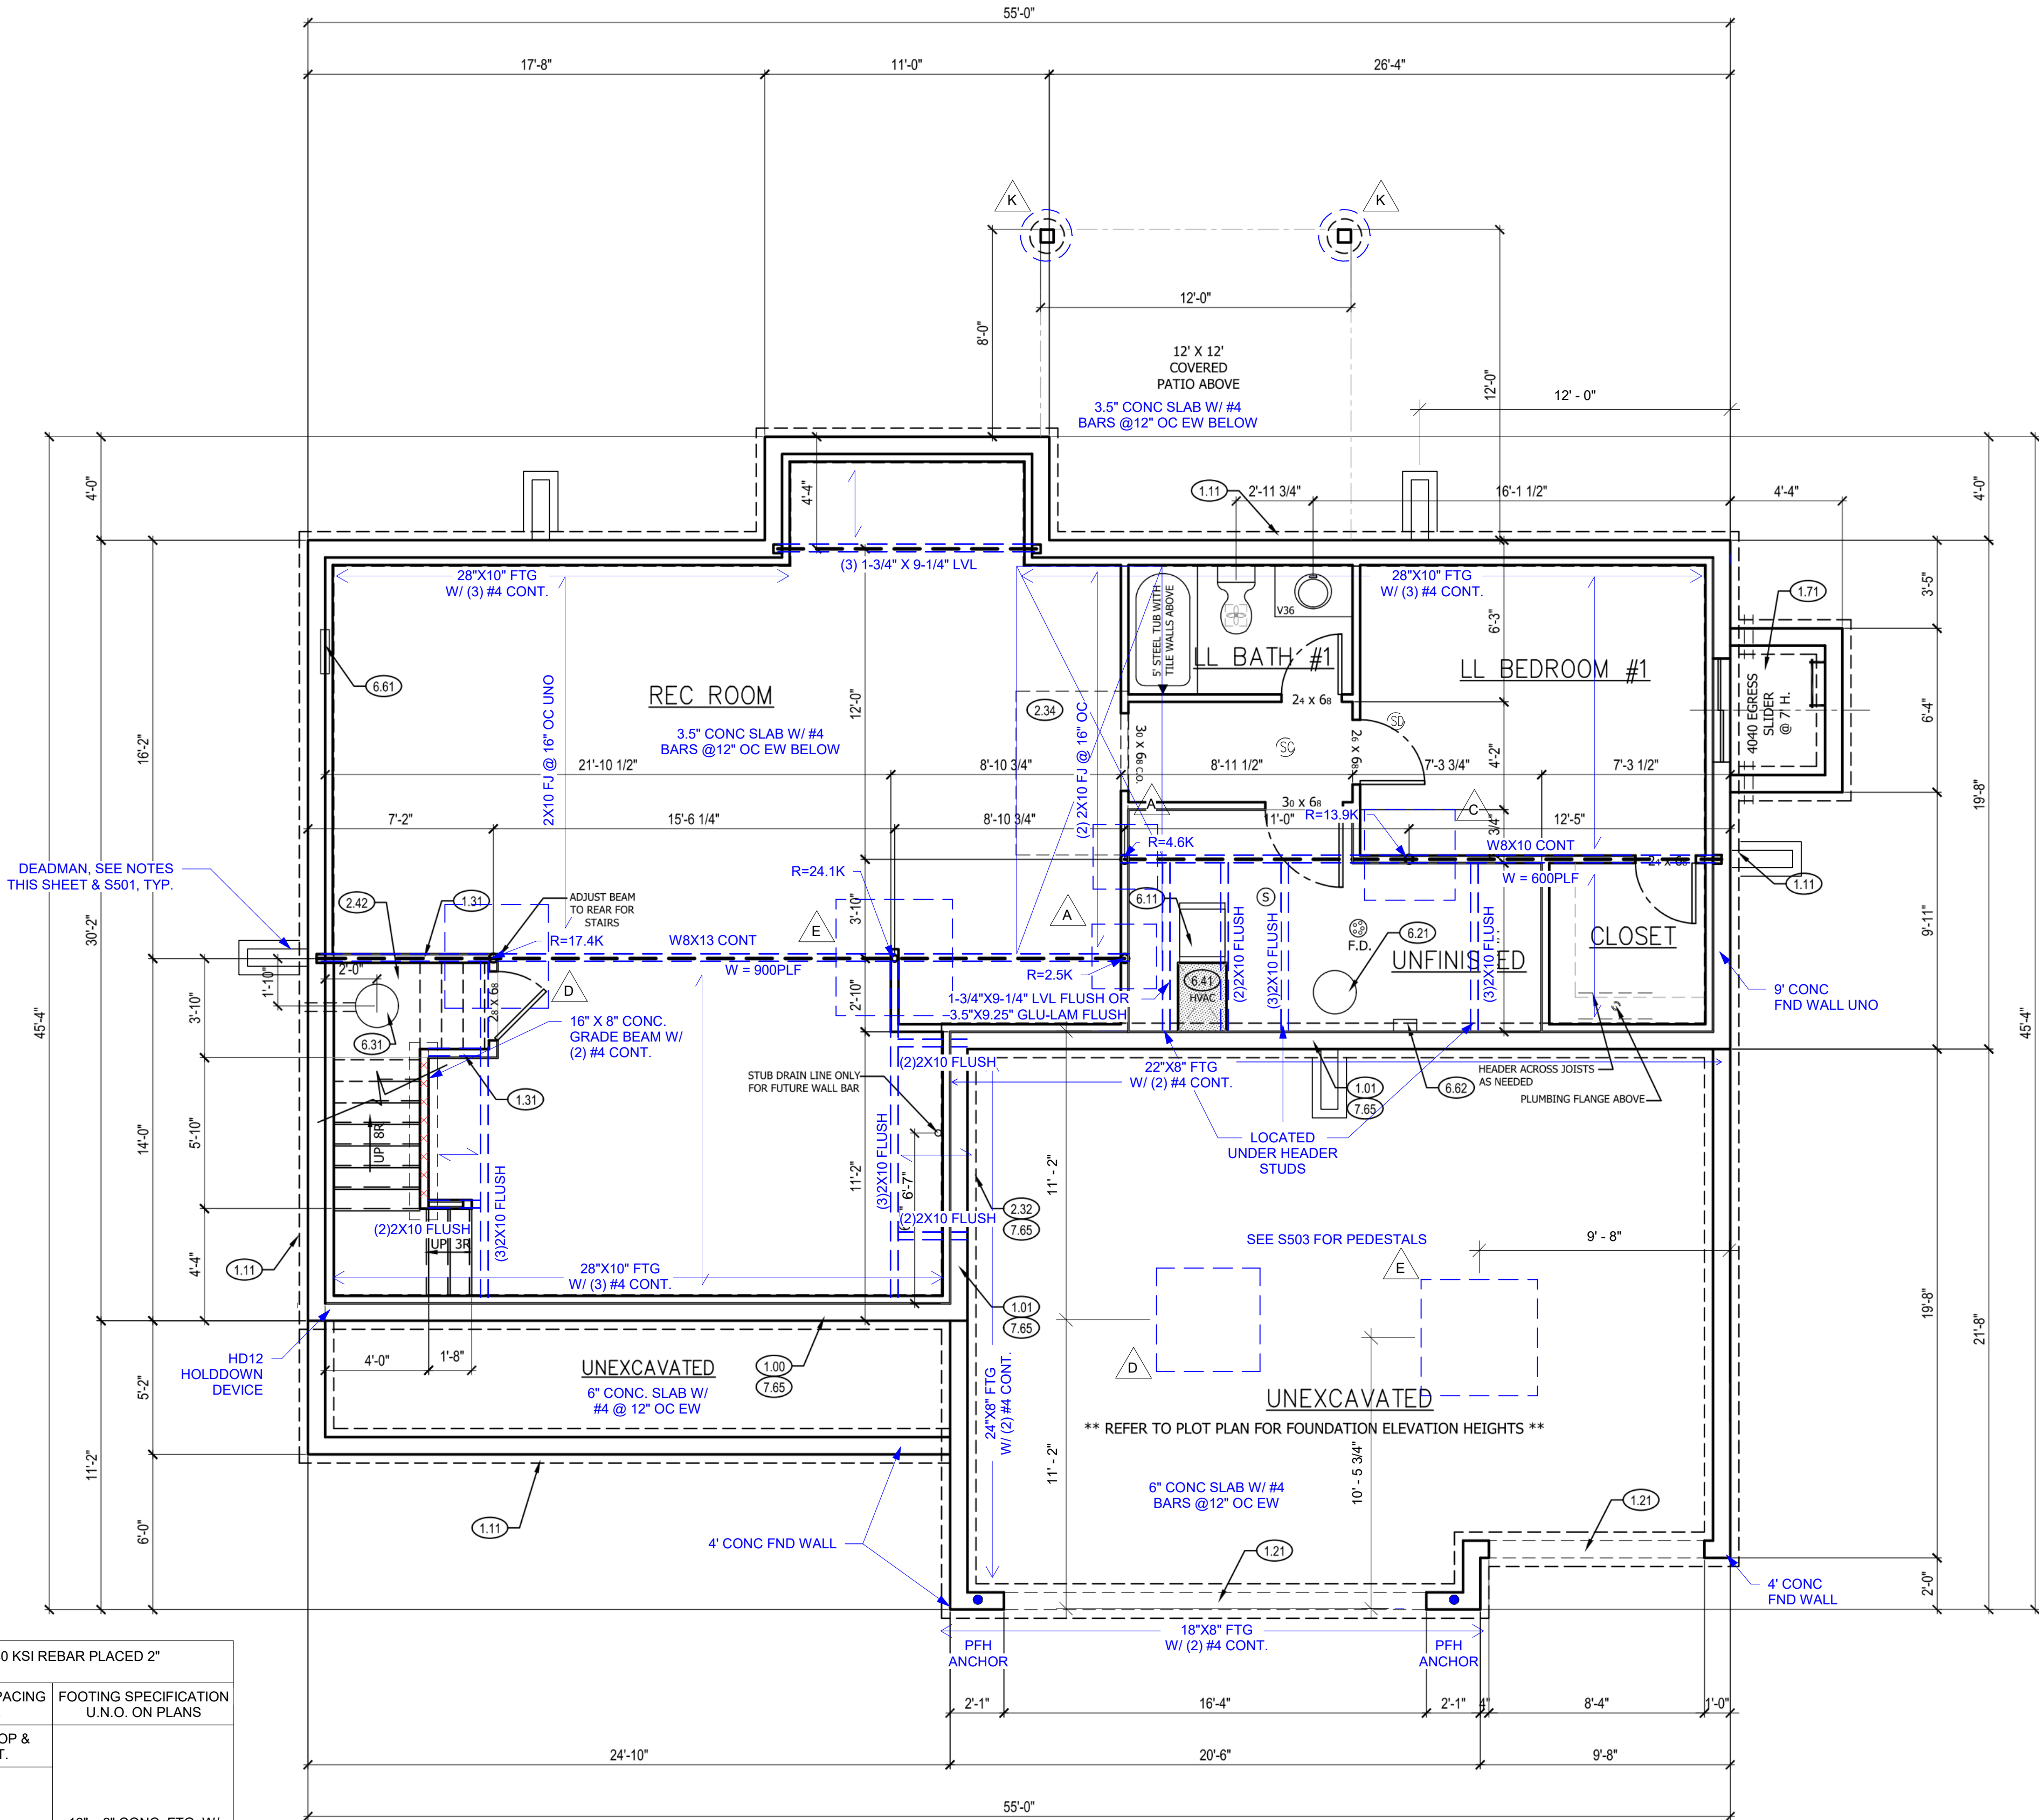 55'-0"
17'-8"
11'-0"
26'-4"
K
K
12'-0"
8'-0"
12' X 12'
COVERED
PATIO ABOVE
3.5" CONC SLAB W/ #4
BARS @12" OC EW BELOW
12'-0"
12' - 0"
4'-0"
4'-4"
1.11
2'-11 3/4"
16'-1 1/2"
4'-4"
4'-0"
(3) 1-3/4" X 9-1/4" LVL
28"X10" FTG
W/ (3) #4 CONT.
28"X10" FTG
W/ (3) #4 CONT.
5' STEEL TUB WITH
TILE WALLS ABOVE
V36
6'-3"
3'-5"
1.71
LL BATH #1
LL BEDROOM #1
6.61
REC ROOM
2.34
24 X 68
SD
SC
3.5" CONC SLAB W/ #4
BARS @12" OC EW BELOW
2X10 FJ @ 16" OC UNO
12'-0"
(2) 2X10 FJ @ 16" OC
30 X 68 C.O.
26 X 68
4040 EGRESS
SLIDER
@ 7' H.
6'-4"
16'-2"
19'-8"
21'-10 1/2"
8'-10 3/4"
8'-11 1/2"
4'-2"
7'-3 3/4"
7'-3 1/2"
A
30 X 68
C
7'-2"
15'-6 1/4"
8'-10 3/4"
11'-0"
R=13.9K
3/4"
12'-5"
R=4.6K
W8X10 CONT
W = 600PLF
DEADMAN, SEE NOTES
THIS SHEET & S501, TYP.
R=24.1K
1.11
2.42
1.31
ADJUST BEAM
TO REAR FOR
STAIRS
E
3'-10"
A
6.11
S
F.D.
6.21
CLOSET
UNFINISHED
30'-2"
9'-11"
R=17.4K
W8X13 CONT
W = 900PLF
R=2.5K
2'-0"
1'-10"
D
28 X 68
2'-10"
1-3/4"X9-1/4" LVL FLUSH OR
3.5"X9.25" GLU-LAM FLUSH
6.41
HVAC
(2)2X10 FLUSH
(3)2X10 FLUSH
(3)2X10 FLUSH
9' CONC
FND WALL UNO
45'-4"
45'-4"
3'-10"
6.31
16" X 8" CONC.
GRADE BEAM W/
(2) #4 CONT.
(2)2X10 FLUSH
STUB DRAIN LINE ONLY
FOR FUTURE WALL BAR
22"X8" FTG
W/ (2) #4 CONT.
1.01
7.65
6.62
HEADER ACROSS JOISTS
AS NEEDED
PLUMBING FLANGE ABOVE
1.31
UP 8R
5'-10"
14'-0"
LOCATED
UNDER HEADER
STUDS
(3)2X10 FLUSH
(3)2X10 FLUSH
11'-2"
6'-7"
11' - 2"
2.32
7.65
(2)2X10 FLUSH
(2)2X10 FLUSH
UP 3R
SEE S503 FOR PEDESTALS
9' - 8"
E
4'-4"
1.11
28"X10" FTG
W/ (3) #4 CONT.
1.01
7.65
19'-8"
21'-8"
HD12
HOLDDOWN
DEVICE
4'-0"
1'-8"
UNEXCAVATED
6" CONC. SLAB W/
#4 @ 12" OC EW
1.00
7.65
D
5'-2"
24"X8" FTG
W/ (2) #4 CONT.
UNEXCAVATED
** REFER TO PLOT PLAN FOR FOUNDATION ELEVATION HEIGHTS **
11'-2"
11' - 2"
10' - 5 3/4"
6" CONC SLAB W/ #4
BARS @12" OC EW
1.11
4' CONC FND WALL
6'-0"
1.21
1.21
2'-0"
4' CONC
FND WALL
18"X8" FTG
W/ (2) #4 CONT.
PFH
ANCHOR
PFH
ANCHOR
0 KSI REBAR PLACED 2"
PACING
FOOTING SPECIFICATION
U.N.O. ON PLANS
OP &
T.
2'-1"
16'-4"
2'-1"
4"
8'-4"
1'-0"
24'-10"
20'-6"
9'-8"
55'-0"